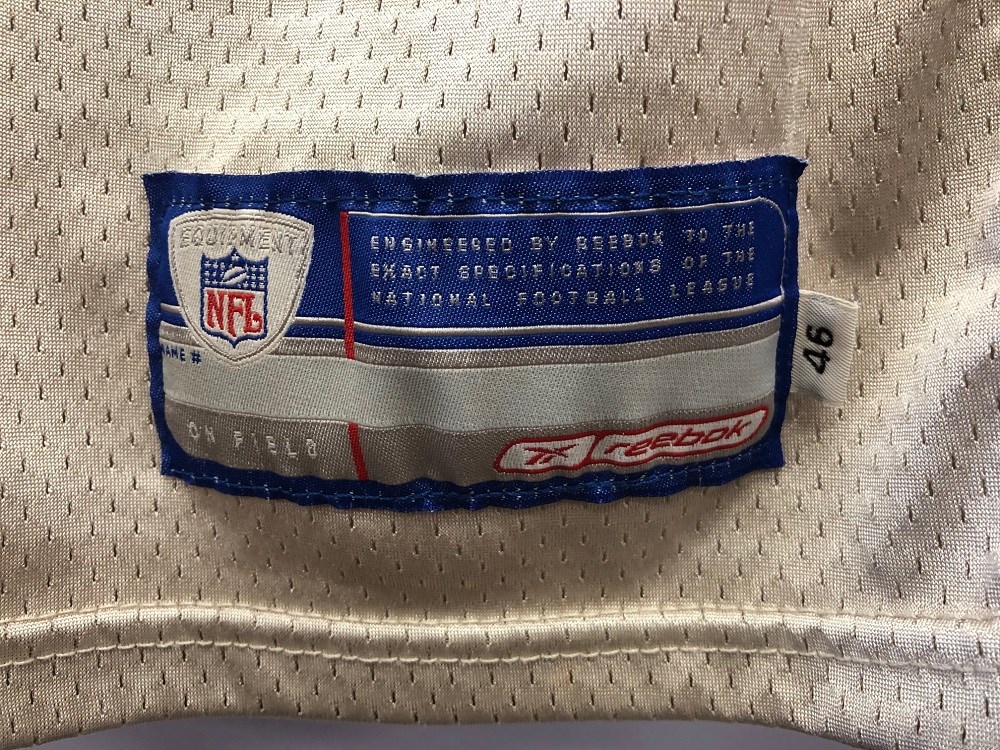 EQUIPMENT
NFL
NAME #
ENGINEERED BY REEBOK TO THE
EXACT SPECIFICATIONS OF THE
NATIONAL FOOTBALL LEAGUE
46
ON FIELD
Reebok